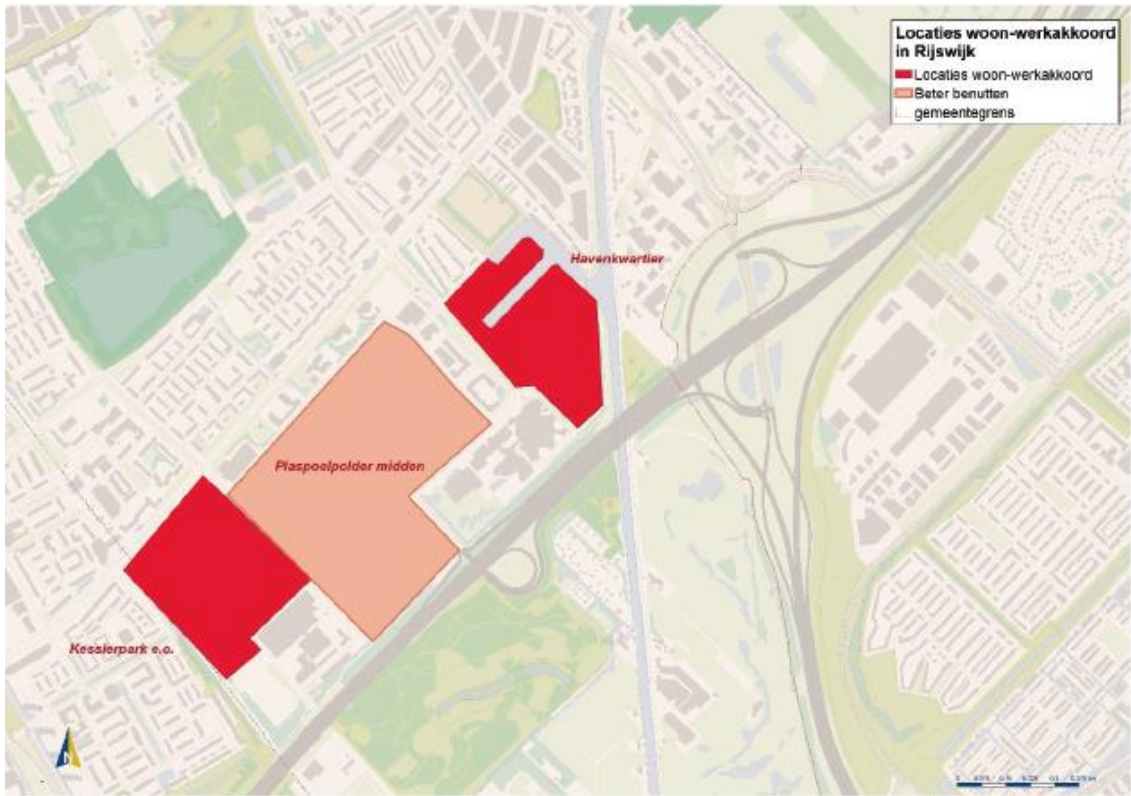 Locaties woon-werkakkoord
in Rijswijk
Locaties woon-werkakkoord
Beter benutten
gemeentegrens
Havenkwartier
Plaspoelpolder midden
Kesslerpark e.o.